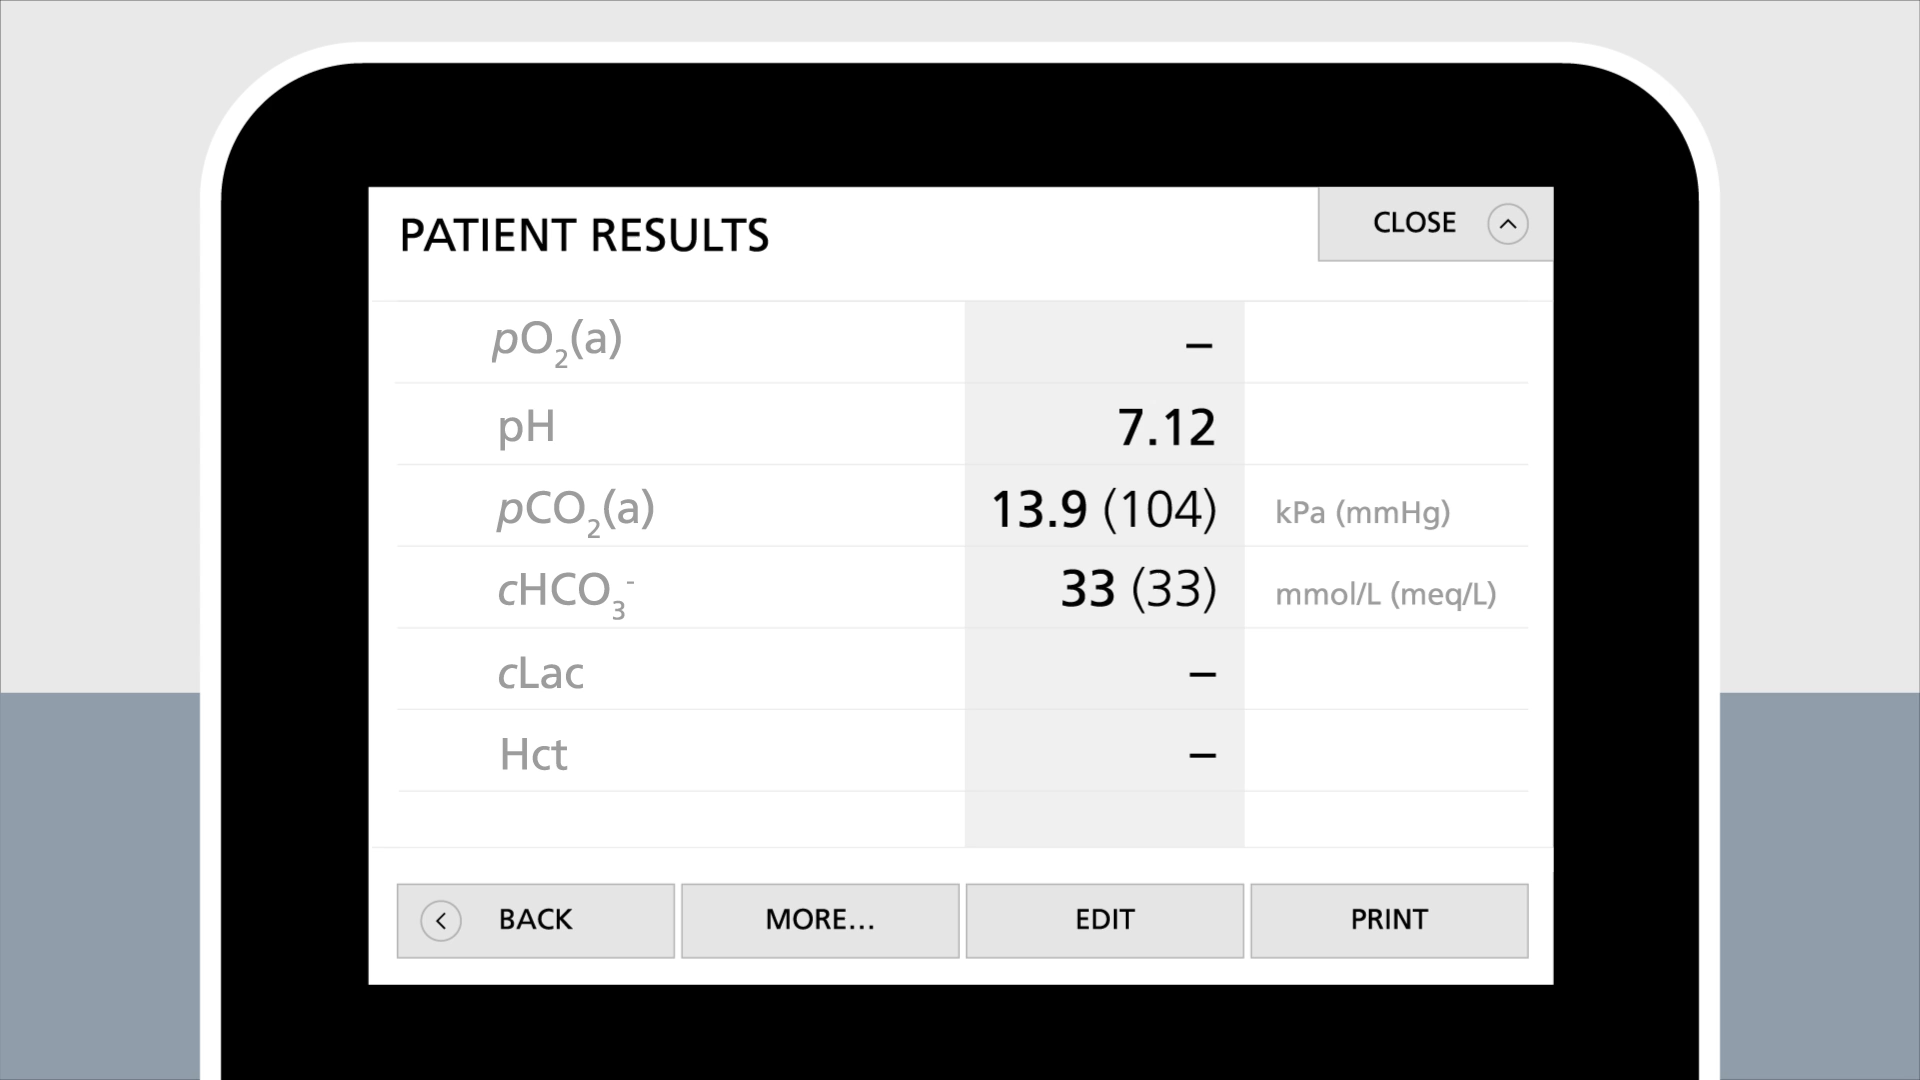 PATIENT RESULTS
CLOSE
pO₂(a) –
pH 7.12
pCO₂(a) 13.9 (104) kPa (mmHg)
cHCO₃⁻ 33 (33) mmol/L (meq/L)
cLac –
Hct –
BACK MORE... EDIT PRINT